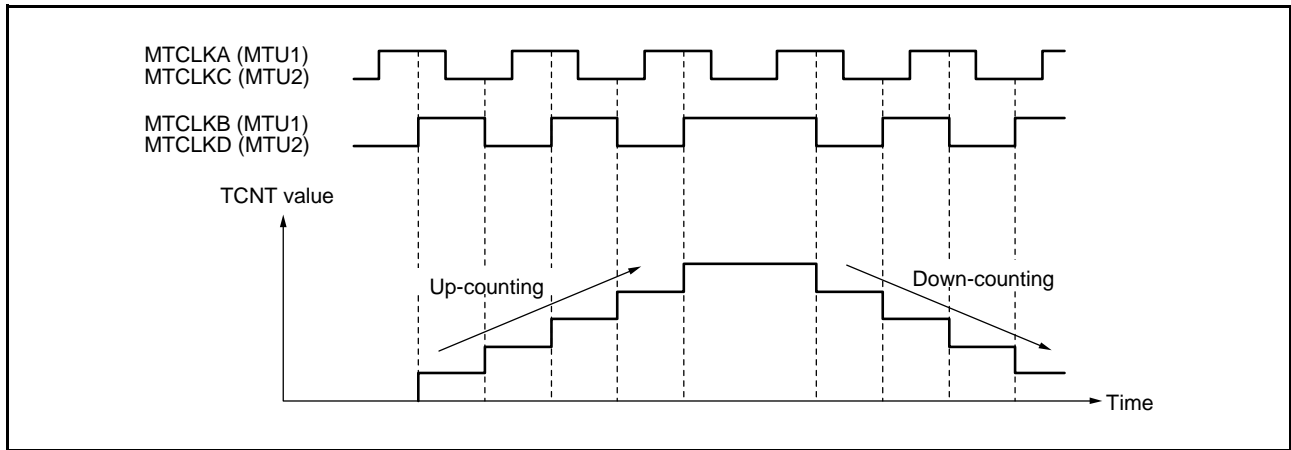 MTCLKA (MTU1)
MTCLKC (MTU2)
MTCLKB (MTU1)
MTCLKD (MTU2)
TCNT value
Up-counting
Down-counting
Time